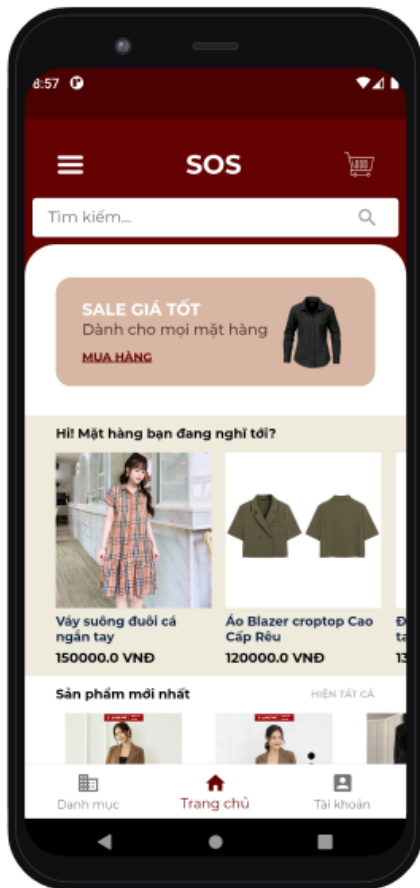 8:57
SOS
Tìm kiếm...
SALE GIÁ TỐT
Dành cho mọi mặt hàng
MUA HÀNG
Hi! Mặt hàng bạn đang nghĩ tới?
Váy suông đuôi cá
ngắn tay
150000.0 VNĐ
Áo Blazer croptop Cao
Cấp Rêu
120000.0 VNĐ
Sản phẩm mới nhất
HIỆN TẤT CẢ
Danh mục
Trang chủ
Tài khoản